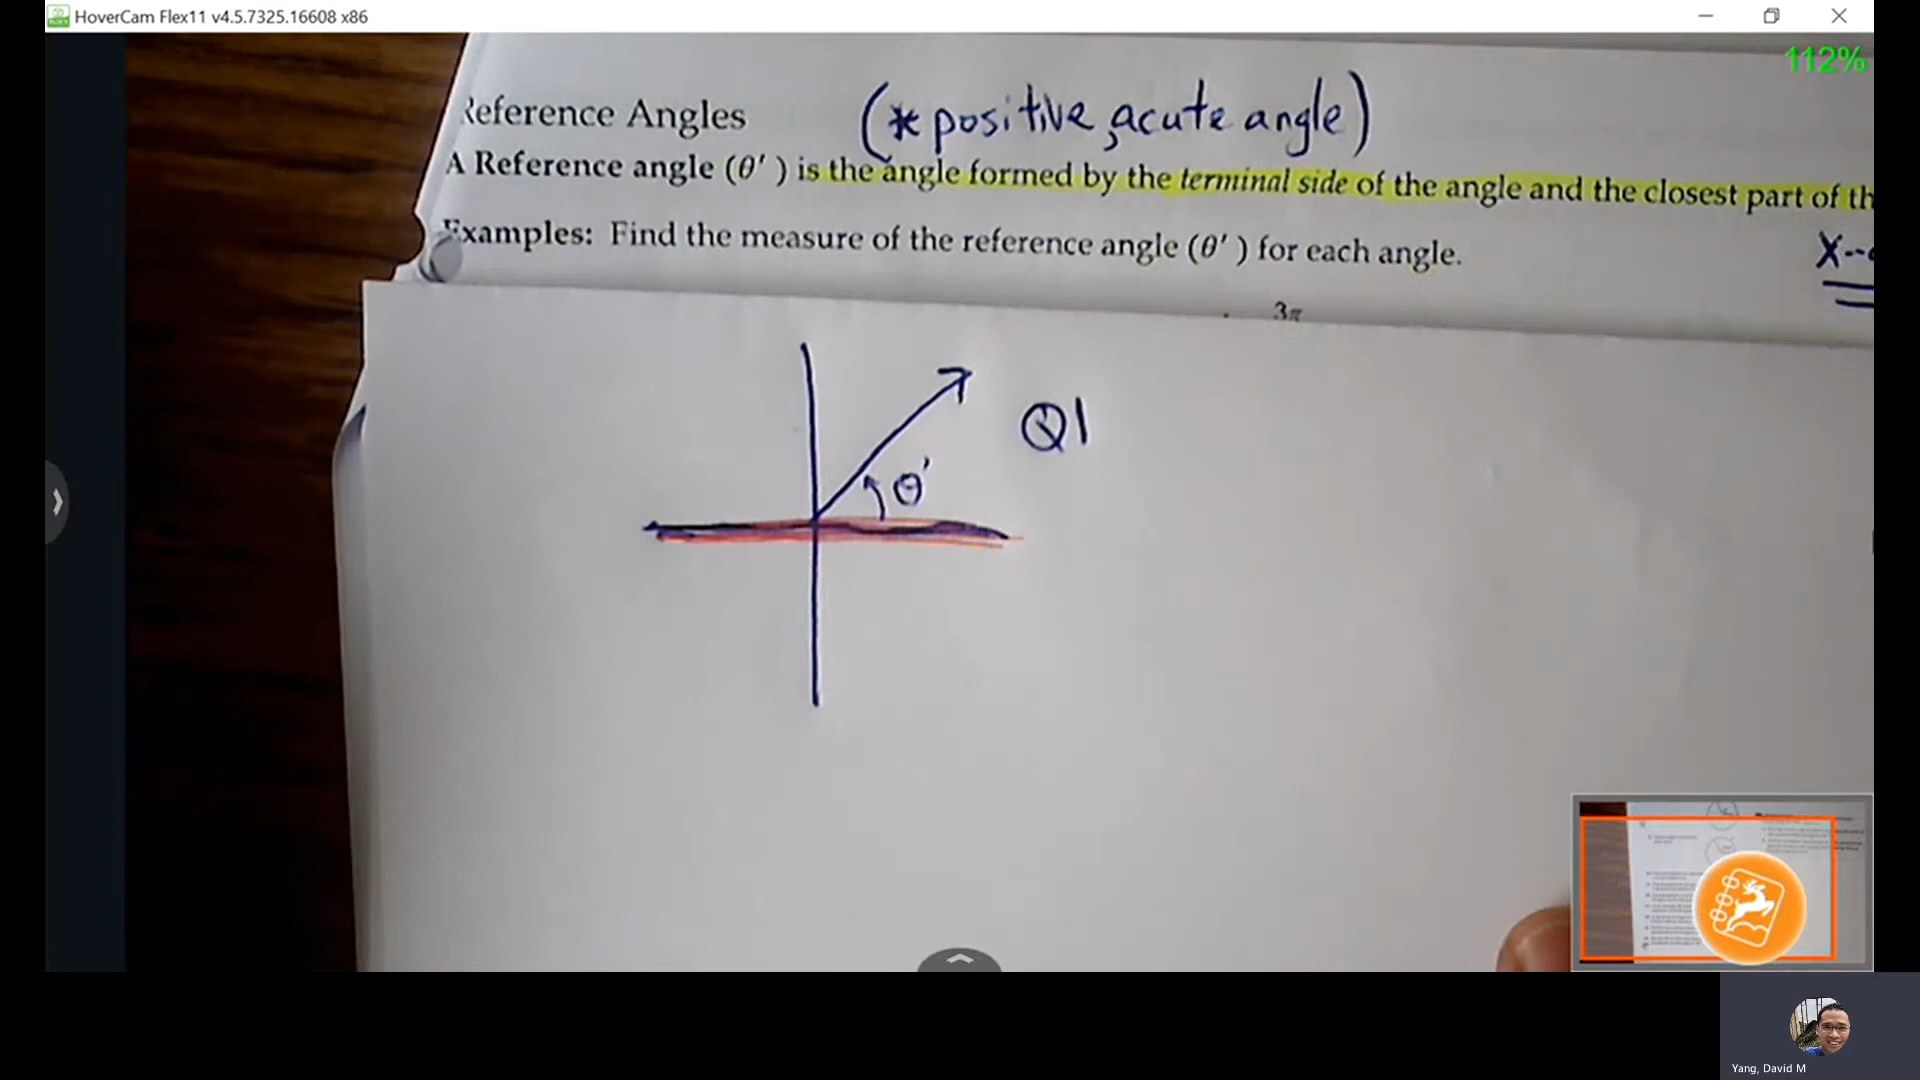 HoverCam Flex11 v4.5.7325.16608 x86
112%
Reference Angles (* positive, acute angle)
A Reference angle (θ′ ) is the angle formed by the terminal side of the angle and the closest part of th
Examples: Find the measure of the reference angle (θ′ ) for each angle.
3π
Q1
θ′
Yang, David M